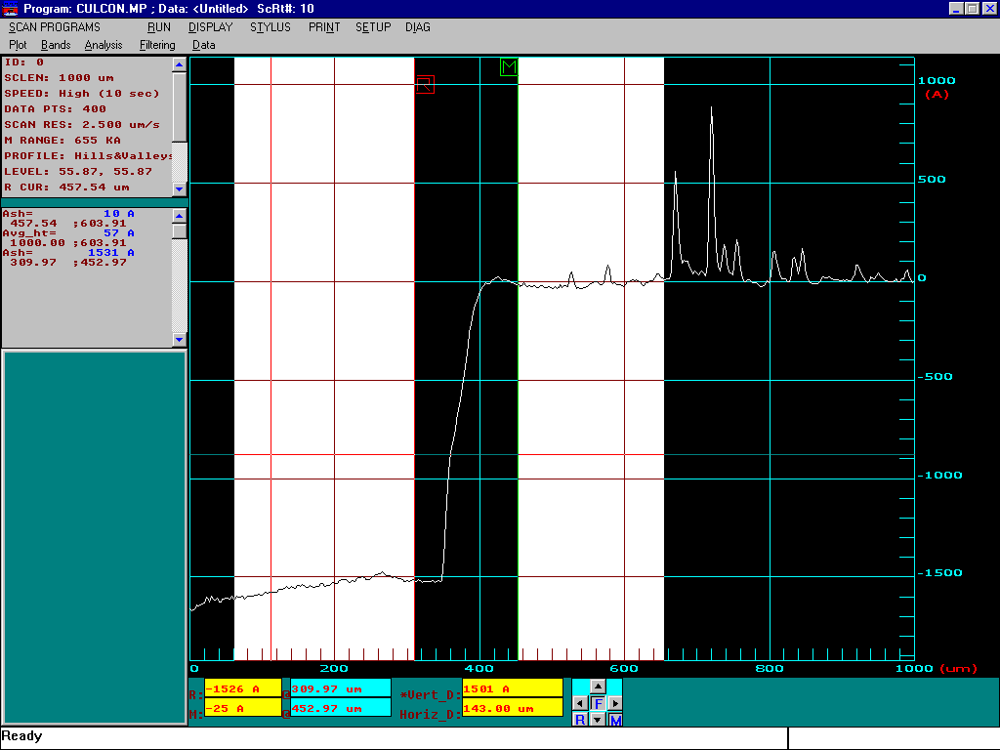 Program: CULCON.MP ; Data: <Untitled> ScRt#: 10
SCAN PROGRAMS RUN DISPLAY STYLUS PRINT SETUP DIAG
Plot Bands Analysis Filtering Data
ID: 0
SCLEN: 1000 um
SPEED: High (10 sec)
DATA PTS: 400
SCAN RES: 2.500 um/s
M RANGE: 655 KA
PROFILE: Hills&Valleys
LEVEL: 55.87, 55.87
R CUR: 457.54 um
Ash= 10 A
457.54 ;603.91
Avg_ht= 57 A
1000.00 ;603.91
Ash= 1531 A
309.97 ;452.97
R
M
1000
(A)
500
0
-500
-1000
-1500
0 200 400 600 800 1000 (um)
R: -1526 A @ 309.97 um *Vert_D: 1501 A
M: -25 A @ 452.97 um Horiz_D: 143.00 um
F
R M
Ready